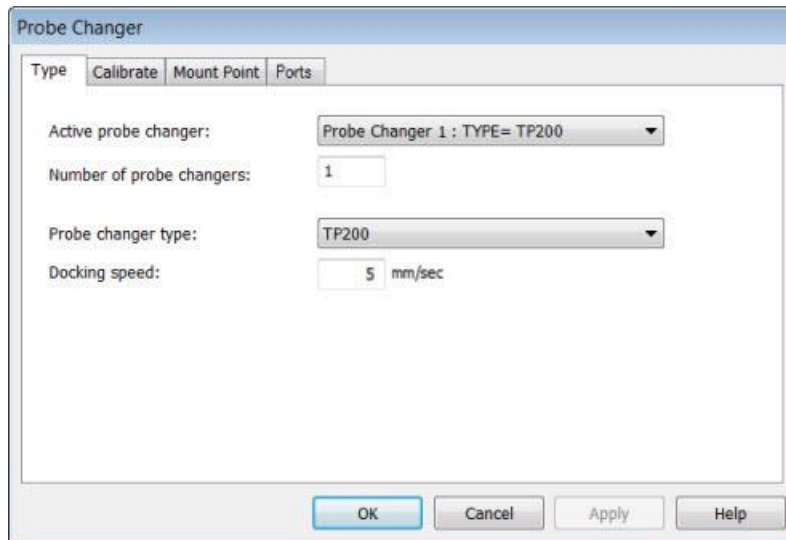 Probe Changer
Type Calibrate Mount Point Ports
Active probe changer: Probe Changer 1 : TYPE= TP200
Number of probe changers: 1
Probe changer type: TP200
Docking speed: 5 mm/sec
OK Cancel Apply Help